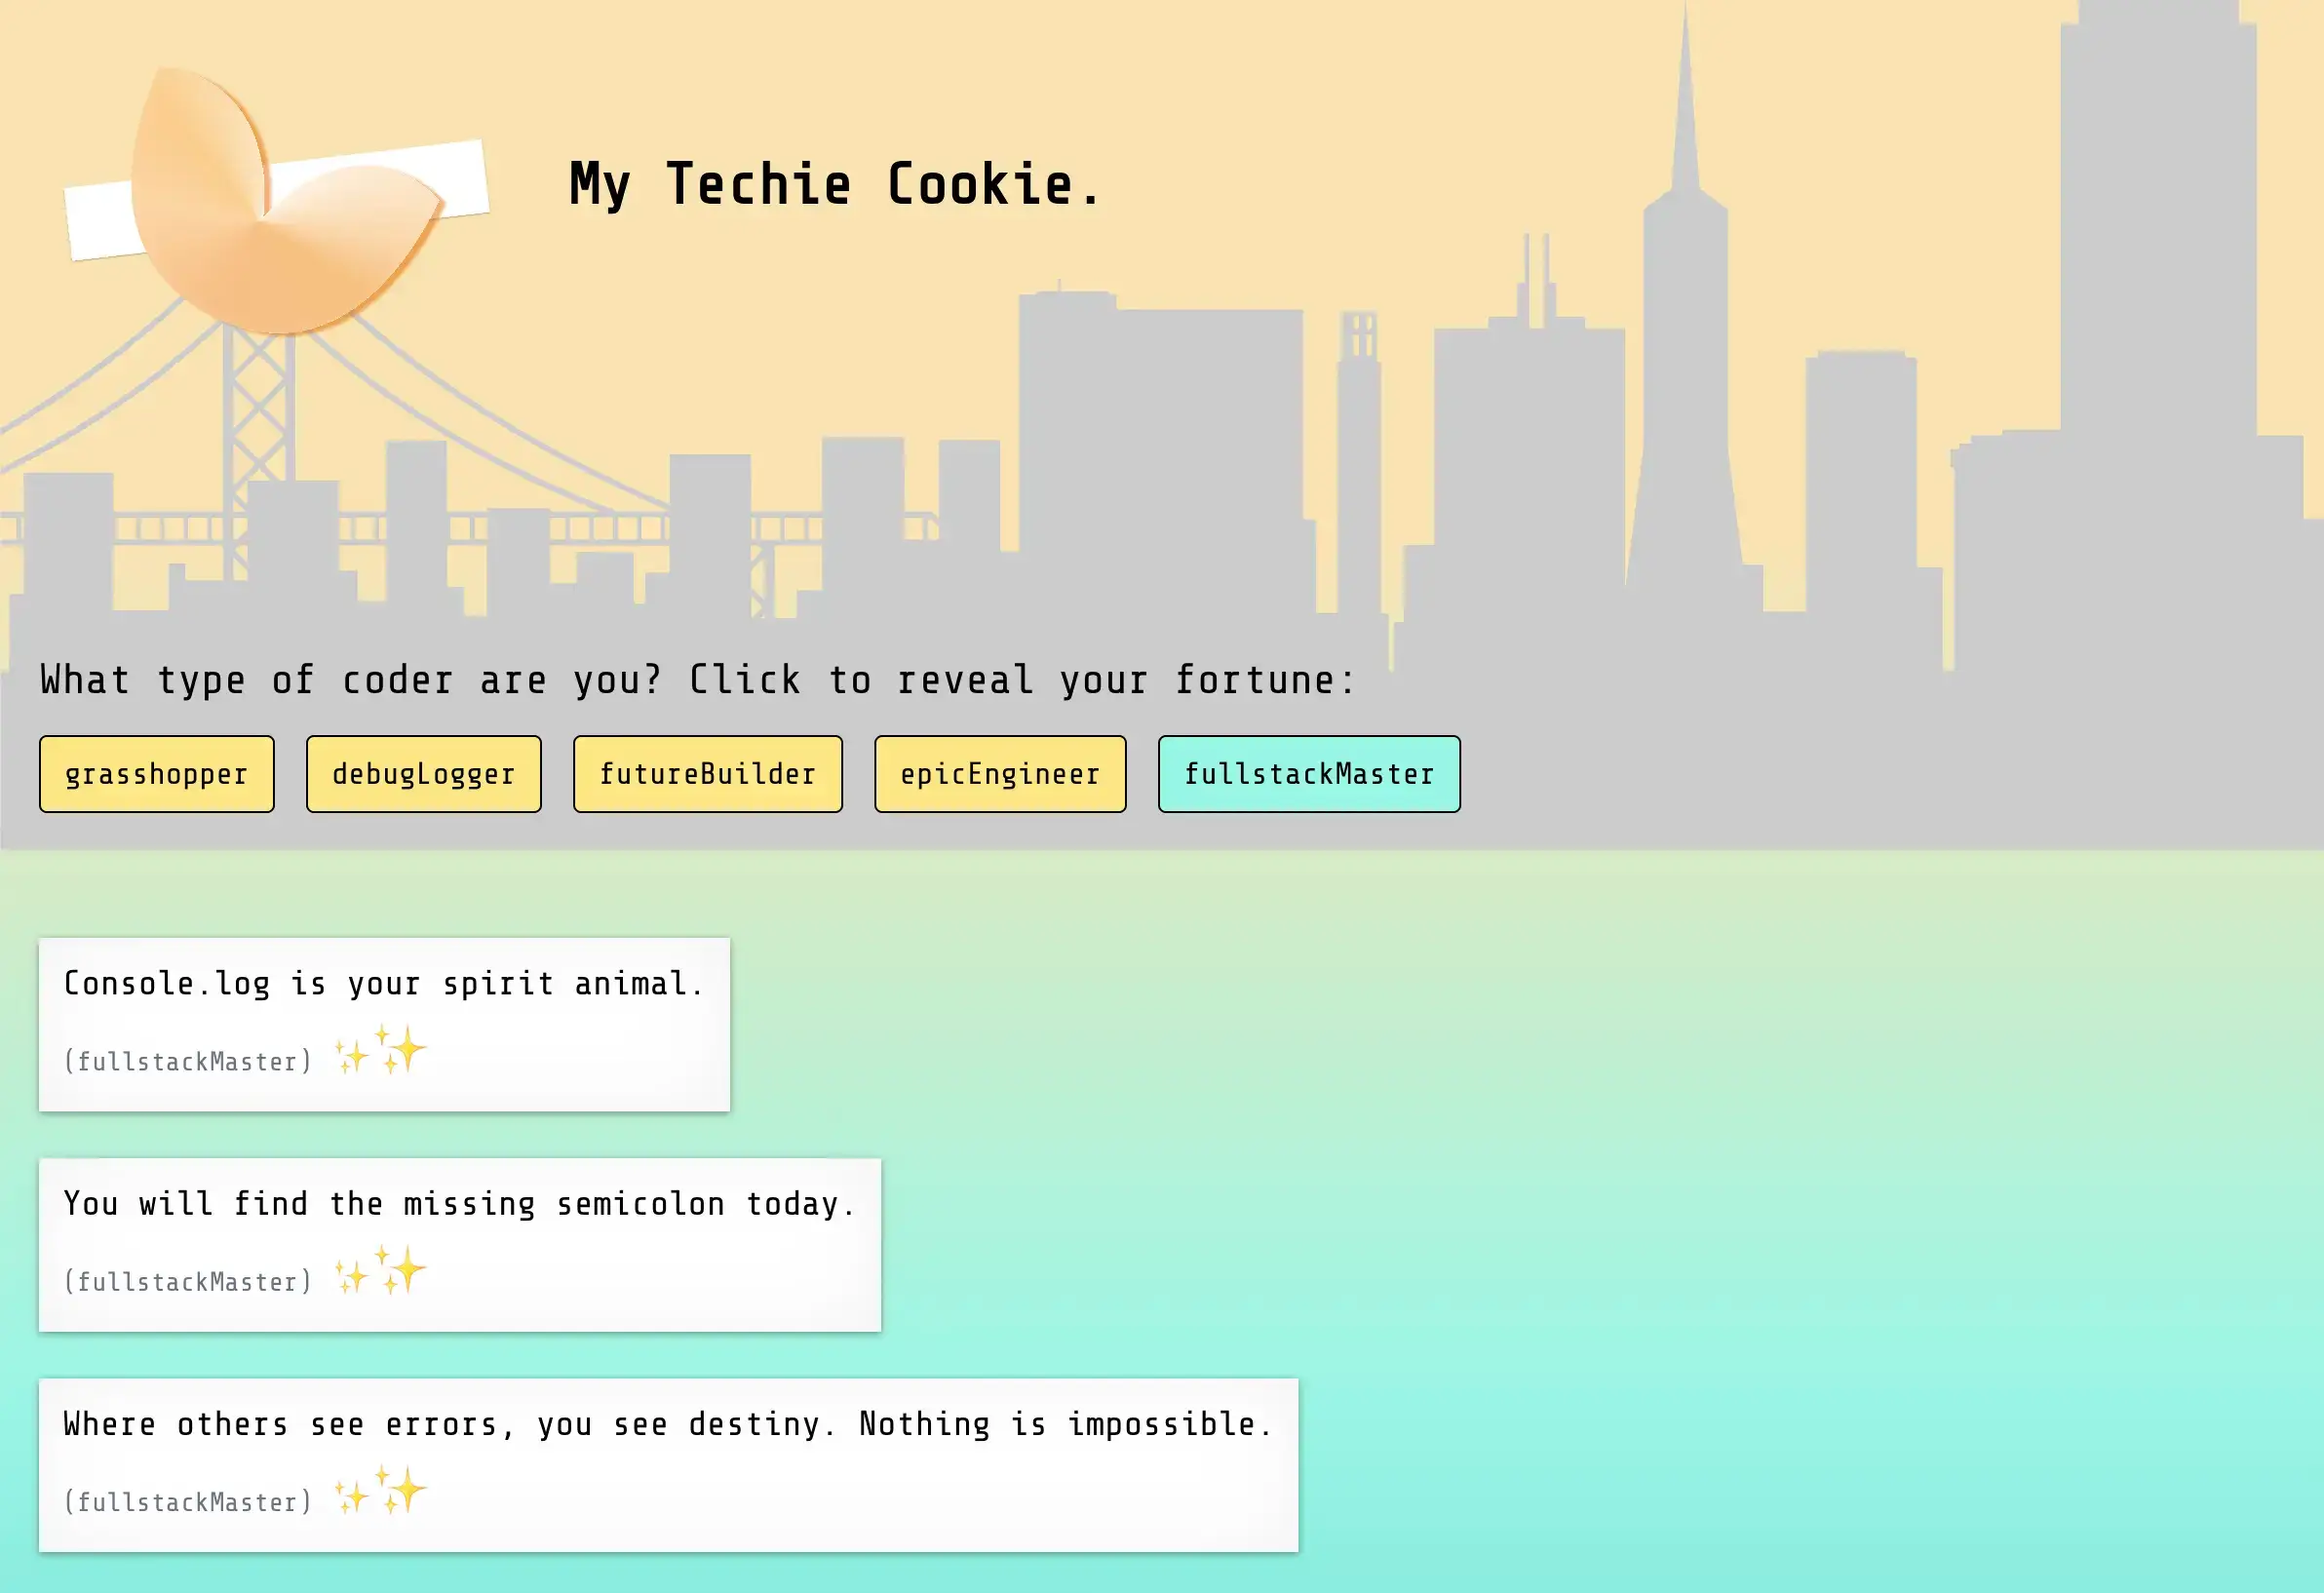 My Techie Cookie.
What type of coder are you? Click to reveal your fortune:
grasshopper debugLogger futureBuilder epicEngineer fullstackMaster
Console.log is your spirit animal.
(fullstackMaster) ✨✨
You will find the missing semicolon today.
(fullstackMaster) ✨✨
Where others see errors, you see destiny. Nothing is impossible.
(fullstackMaster) ✨✨